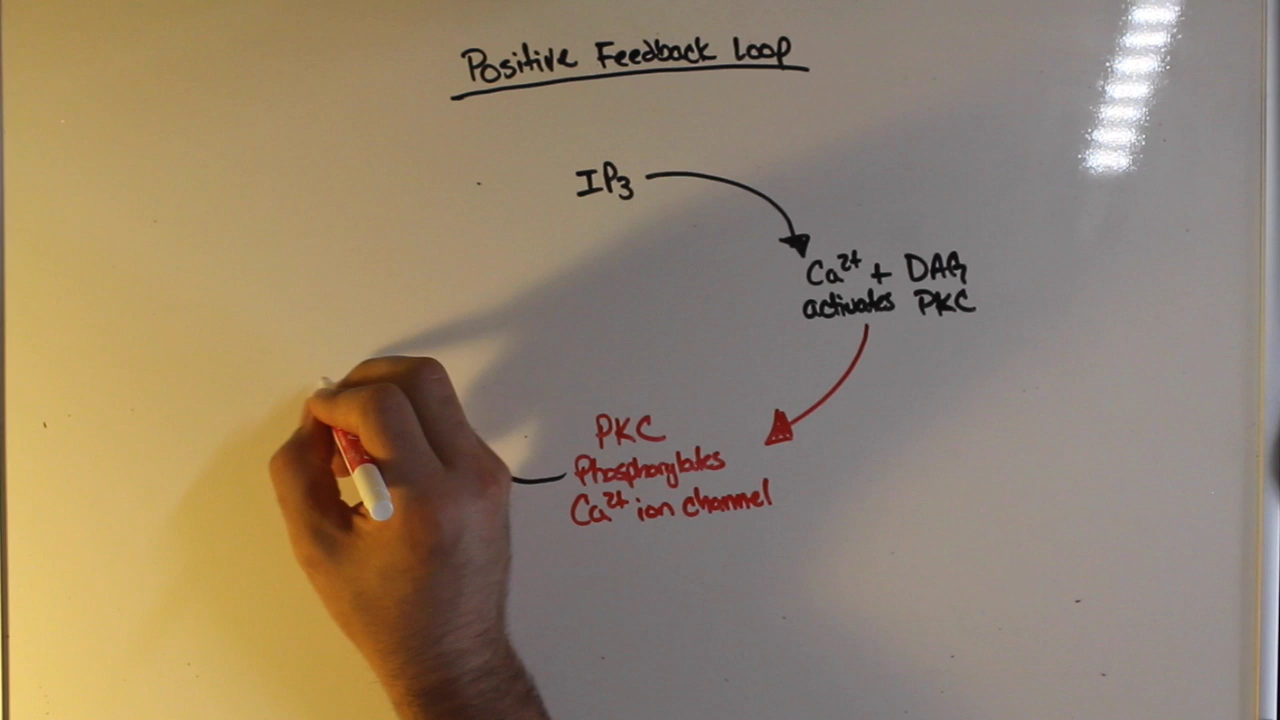 Positive Feedback Loop
IP₃
Ca²⁺ + DAG
activates PKC
PKC
Phosphorylates
Ca²⁺ ion channel